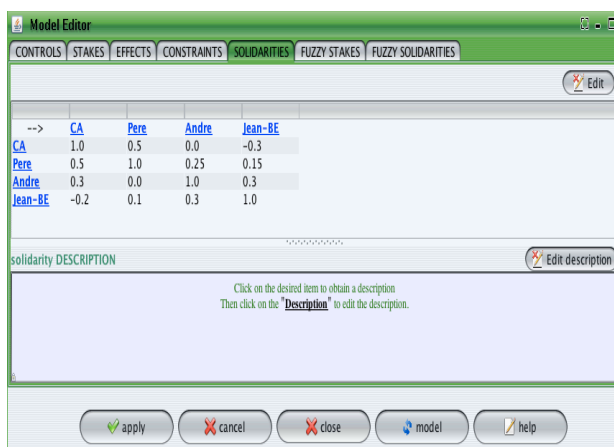 Model Editor
CONTROLS STAKES EFFECTS CONSTRAINTS SOLIDARITIES FUZZY STAKES FUZZY SOLIDARITIES
Edit
--> CA Pere Andre Jean-BE
CA 1.0 0.5 0.0 -0.3
Pere 0.5 1.0 0.25 0.15
Andre 0.3 0.0 1.0 0.3
Jean-BE -0.2 0.1 0.3 1.0
solidarity DESCRIPTION Edit description
Click on the desired item to obtain a description
Then click on the "Description" to edit the description.
apply cancel close model help